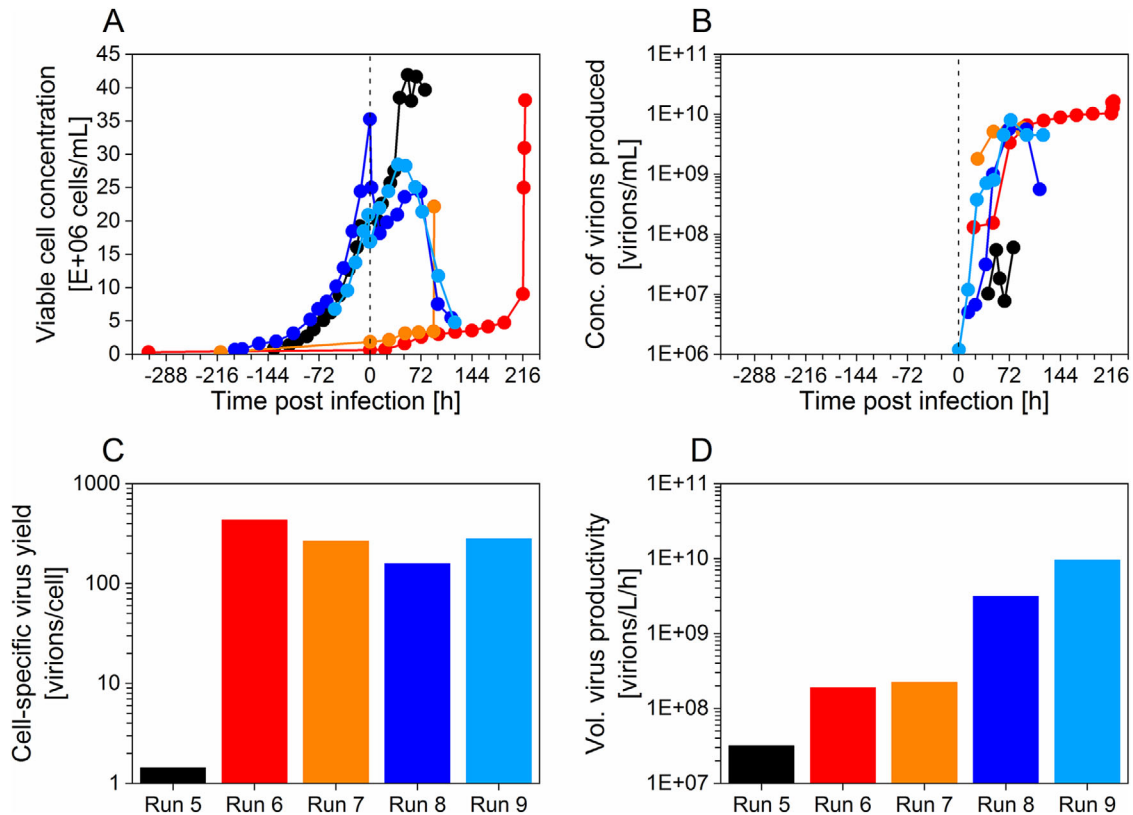 A
Viable cell concentration
[E+06 cells/mL]
45
40
35
30
25
20
15
10
5
0
-288 -216 -144 -72 0 72 144 216
Time post infection [h]
B
Conc. of virions produced
[virions/mL]
1E+11
1E+10
1E+09
1E+08
1E+07
1E+06
-288 -216 -144 -72 0 72 144 216
Time post infection [h]
C
Cell-specific virus yield
[virions/cell]
1000
100
10
1
Run 5 Run 6 Run 7 Run 8 Run 9
D
Vol. virus productivity
[virions/L/h]
1E+11
1E+10
1E+09
1E+08
1E+07
Run 5 Run 6 Run 7 Run 8 Run 9